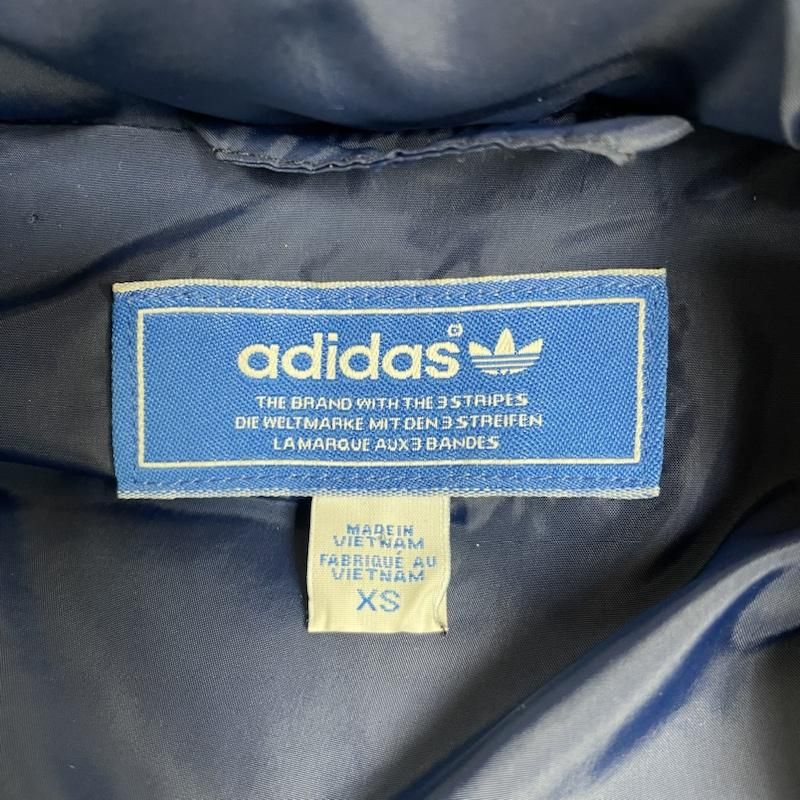 adidas®
THE BRAND WITH THE 3 STRIPES
DIE WELTMARKE MIT DEN 3 STREIFEN
LA MARQUE AUX 3 BANDES
MADE IN
VIETNAM
FABRIQUÉ AU
VIETNAM
XS